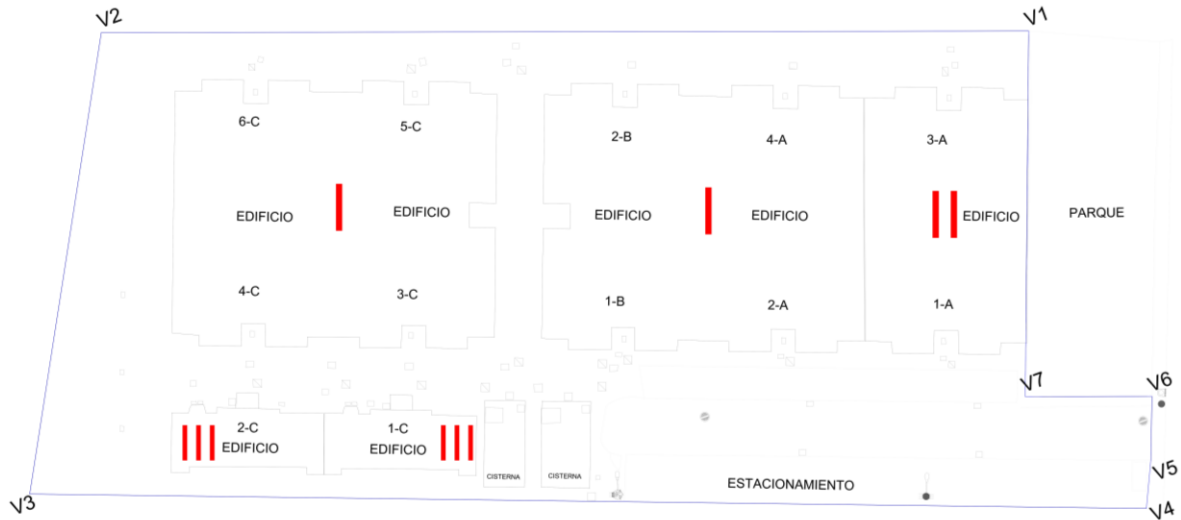 V2
V1
6-C
5-C
2-B
4-A
3-A
EDIFICIO
EDIFICIO
EDIFICIO
EDIFICIO
EDIFICIO
PARQUE
4-C
3-C
1-B
2-A
1-A
V7
V6
2-C
1-C
EDIFICIO
EDIFICIO
CISTERNA
CISTERNA
ESTACIONAMIENTO
V5
V3
V4